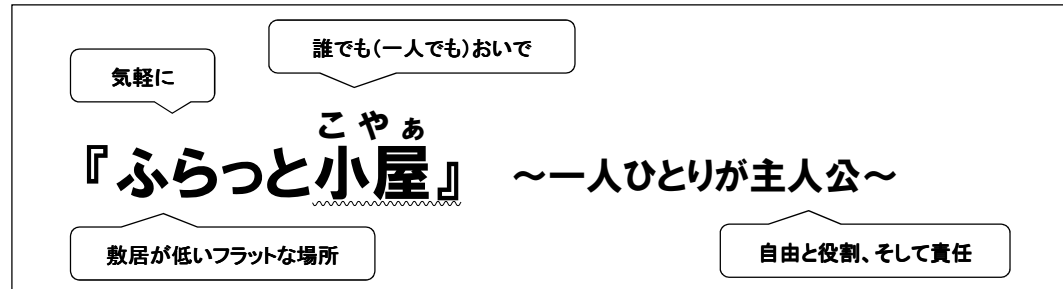 誰でも（一人でも）おいで
気軽に
こやぁ
『ふらっと小屋』 ～一人ひとりが主人公～
敷居が低いフラットな場所
自由と役割、そして責任